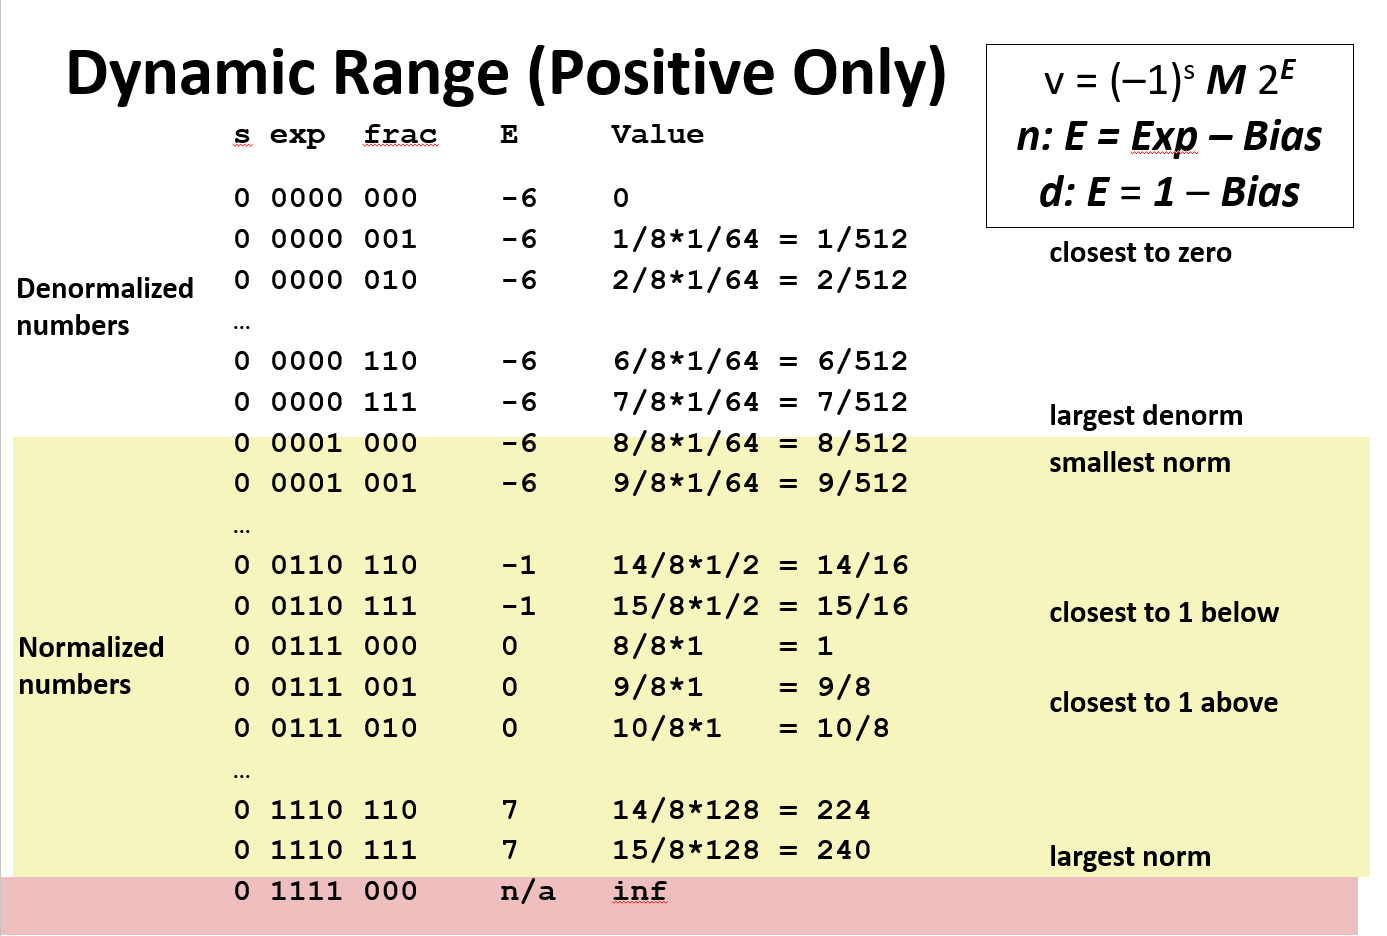 Dynamic Range (Positive Only)
v = (–1)ˢ M 2ᴱ
n: E = Exp – Bias
d: E = 1 – Bias
s exp frac E Value
0 0000 000 -6 0
0 0000 001 -6 1/8*1/64 = 1/512 closest to zero
0 0000 010 -6 2/8*1/64 = 2/512
Denormalized
numbers
…
0 0000 110 -6 6/8*1/64 = 6/512
0 0000 111 -6 7/8*1/64 = 7/512 largest denorm
0 0001 000 -6 8/8*1/64 = 8/512 smallest norm
0 0001 001 -6 9/8*1/64 = 9/512
…
0 0110 110 -1 14/8*1/2 = 14/16
0 0110 111 -1 15/8*1/2 = 15/16 closest to 1 below
Normalized
numbers
0 0111 000 0 8/8*1 = 1
0 0111 001 0 9/8*1 = 9/8 closest to 1 above
0 0111 010 0 10/8*1 = 10/8
…
0 1110 110 7 14/8*128 = 224
0 1110 111 7 15/8*128 = 240 largest norm
0 1111 000 n/a inf